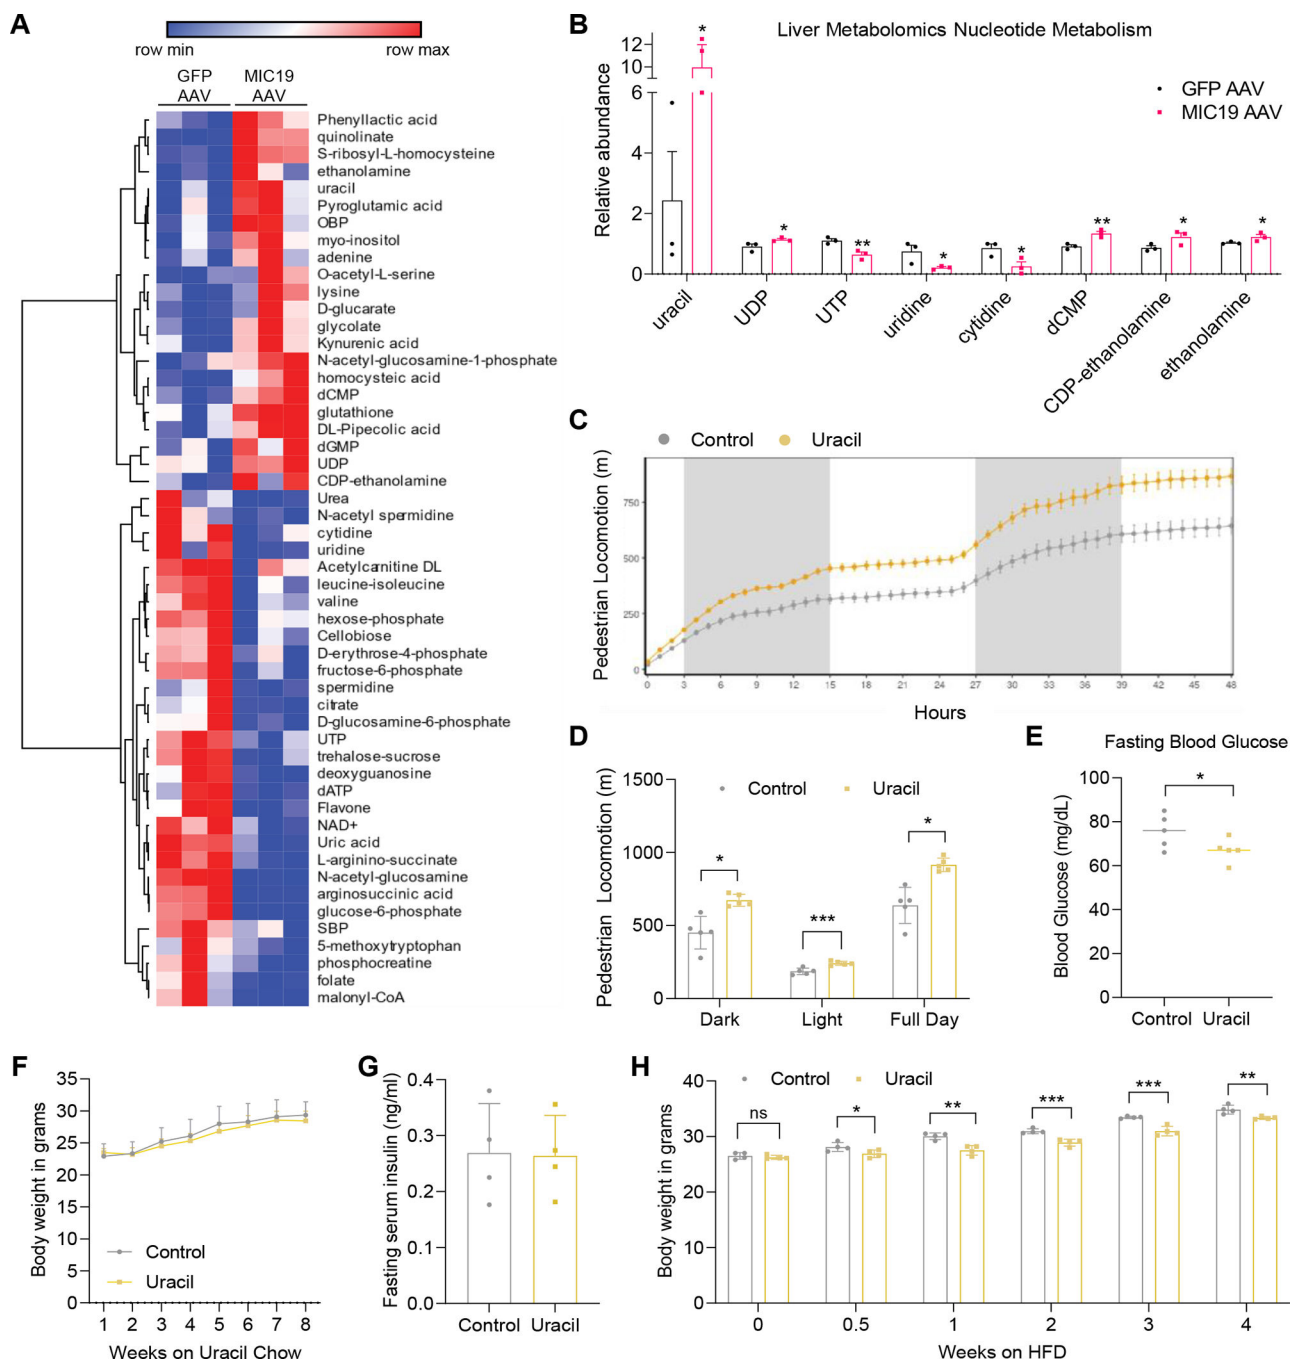 A
row min
row max
GFP
AAV
MIC19
AAV
Phenyllactic acid
quinolinate
S-ribosyl-L-homocysteine
ethanolamine
uracil
Pyroglutamic acid
OBP
myo-inositol
adenine
O-acetyl-L-serine
lysine
D-glucarate
glycolate
Kynurenic acid
N-acetyl-glucosamine-1-phosphate
homocysteic acid
dCMP
glutathione
DL-Pipecolic acid
dGMP
UDP
CDP-ethanolamine
Urea
N-acetyl spermidine
cytidine
uridine
Acetylcarnitine DL
leucine-isoleucine
valine
hexose-phosphate
Cellobiose
D-erythrose-4-phosphate
fructose-6-phosphate
spermidine
citrate
D-glucosamine-6-phosphate
UTP
trehalose-sucrose
deoxyguanosine
dATP
Flavone
NAD+
Uric acid
L-arginino-succinate
N-acetyl-glucosamine
arginosuccinic acid
glucose-6-phosphate
SBP
5-methoxytryptophan
phosphocreatine
folate
malonyl-CoA
B
Liver Metabolomics Nucleotide Metabolism
Relative abundance
12
10
6
4
2
0
* * ** * * ** * *
GFP AAV
MIC19 AAV
uracil
UDP
UTP
uridine
cytidine
dCMP
CDP-ethanolamine
ethanolamine
C
Control
Uracil
Pedestrian Locomotion (m)
750
500
250
0
0 3 6 9 12 15 18 21 24 27 30 33 36 39 42 45 48
Hours
D
Pedestrian Locomotion (m)
1500
1000
500
0
Control
Uracil
* *** *
Dark Light Full Day
E
Fasting Blood Glucose
Blood Glucose (mg/dL)
100
80
60
40
20
0
*
Control Uracil
F
Body weight in grams
35
30
25
20
15
10
5
0
Control
Uracil
1 2 3 4 5 6 7 8
Weeks on Uracil Chow
G
Fasting serum insulin (ng/ml)
0.4
0.3
0.2
0.1
0.0
Control Uracil
H
Body weight in grams
40
30
20
10
0
Control
Uracil
ns * ** *** *** **
0 0.5 1 2 3 4
Weeks on HFD